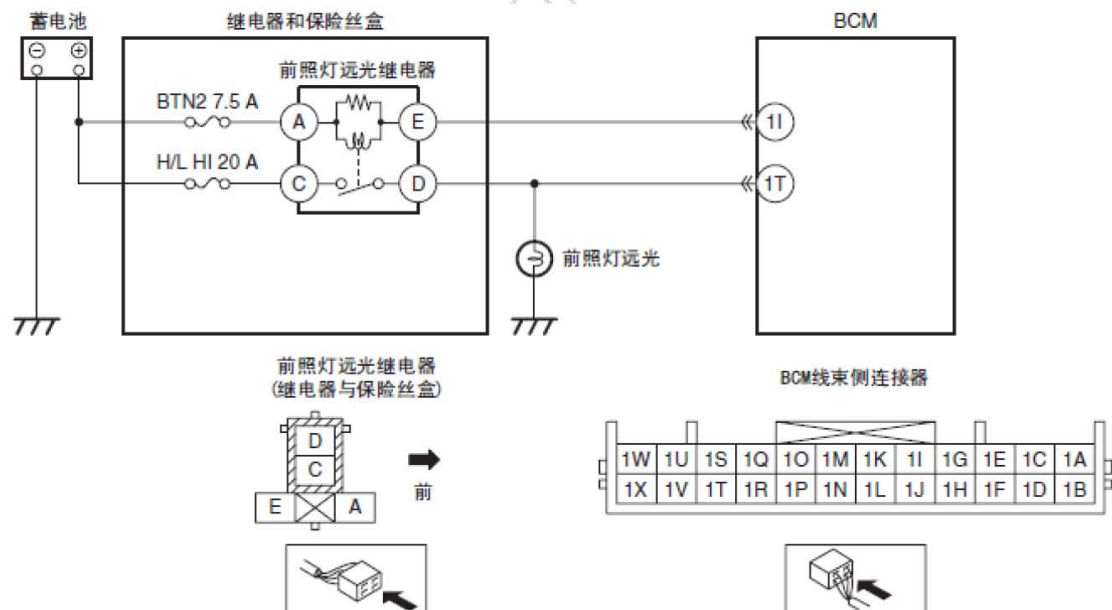 蓄电池
继电器和保险丝盒
BCM
⊖ ⊕
前照灯远光继电器
BTN2 7.5 A
A
E
1I
H/L HI 20 A
C
D
1T
前照灯远光
前照灯远光继电器
(继电器与保险丝盒)
BCM线束侧连接器
D
C
前
E
A
1W 1U 1S 1Q 1O 1M 1K 1I 1G 1E 1C 1A
1X 1V 1T 1R 1P 1N 1L 1J 1H 1F 1D 1B